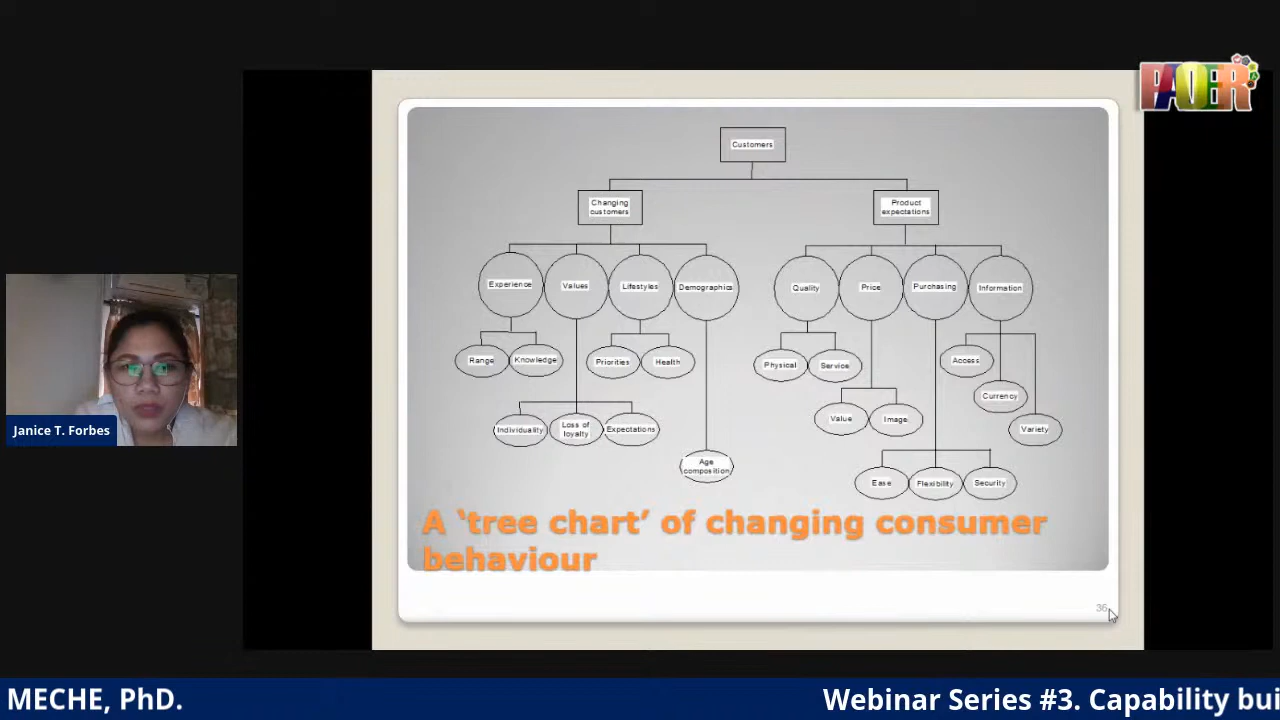 PAOER
Customers
Changing
customers
Product
expectations
Experience
Values
Lifestyles
Demographics
Quality
Price
Purchasing
Information
Range
Knowledge
Priorities
Health
Physical
Service
Access
Currency
Value
Image
Variety
Individuality
Loss of
loyalty
Expectations
Age
composition
Ease
Flexibility
Security
A ‘tree chart’ of changing consumer
behaviour
36
Janice T. Forbes
MECHE, PhD.
Webinar Series #3. Capability bui